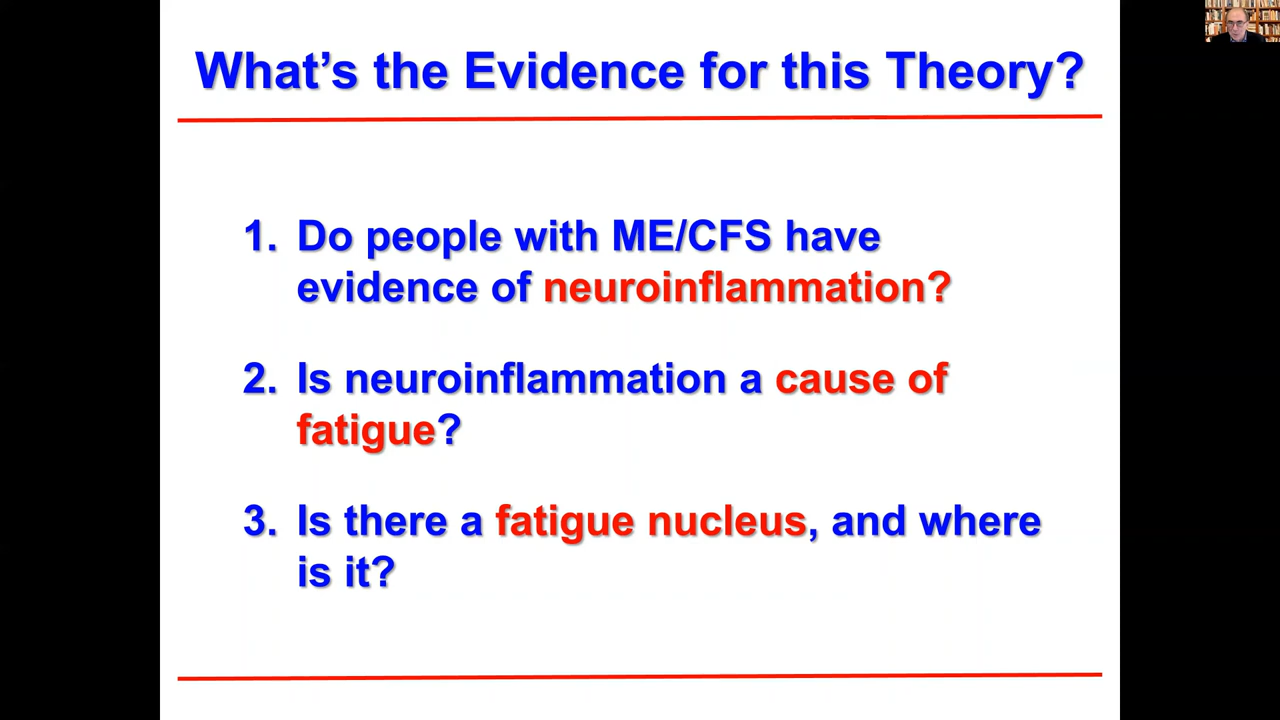 What’s the Evidence for this Theory?
1. Do people with ME/CFS have
evidence of neuroinflammation?
2. Is neuroinflammation a cause of
fatigue?
3. Is there a fatigue nucleus, and where
is it?